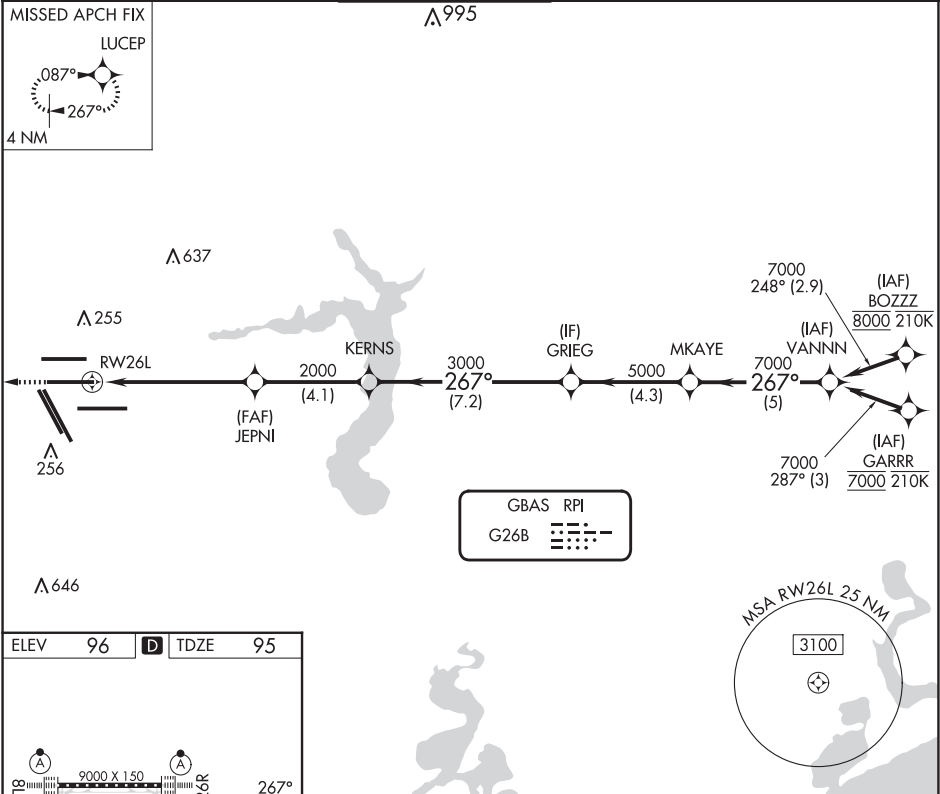 MISSED APCH FIX
LUCEP
087°
267°
4 NM
995
637
255
RW26L
256
646
(FAF)
JEPNI
2000
(4.1)
KERNS
3000
267°
(7.2)
(IF)
GRIEG
5000
(4.3)
MKAYE
7000
267°
(5)
(IAF)
VANNN
7000
248° (2.9)
(IAF)
BOZZZ
8000 210K
7000
287° (3)
(IAF)
GARRR
7000 210K
GBAS RPI
G26B
MSA RW26L 25 NM
3100
ELEV 96 D TDZE 95
A
A
9000 X 150
267°